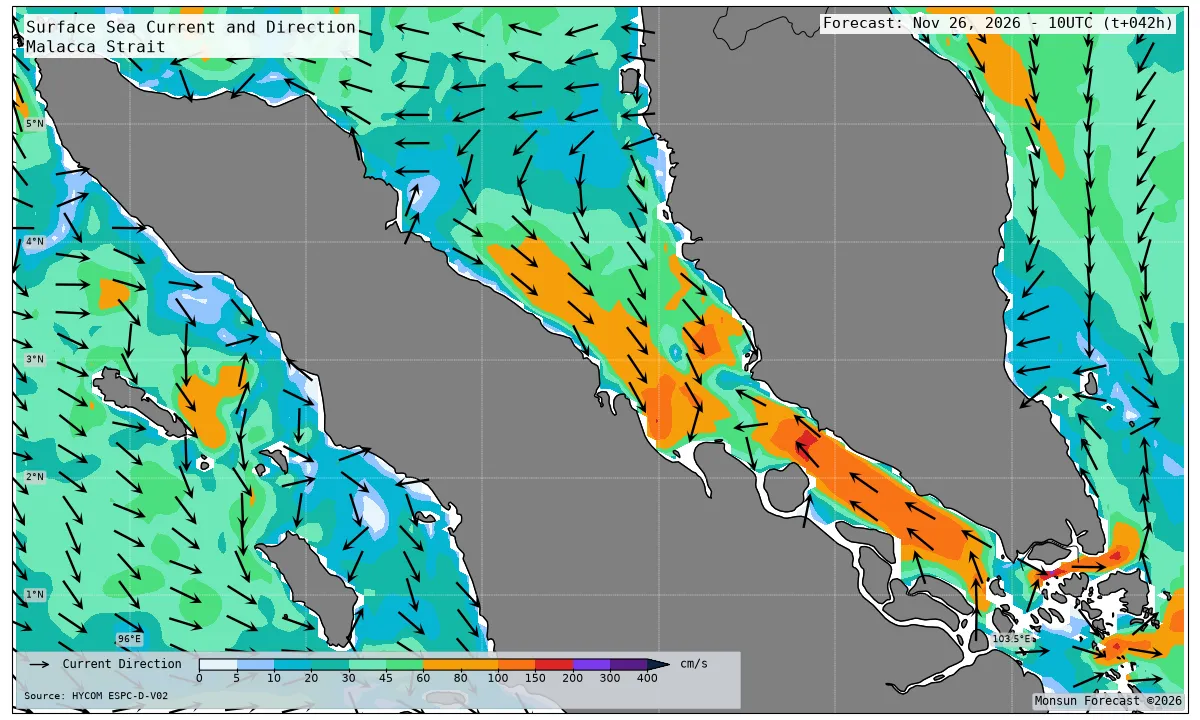 Surface Sea Current and Direction
Malacca Strait
Forecast: Nov 26, 2026 - 10UTC (t+042h)
5°N
4°N
3°N
2°N
1°N
96°E
103.5°E
Current Direction
0 5 10 20 30 45 60 80 100 150 200 300 400
cm/s
Source: HYCOM ESPC-D-V02
Monsun Forecast ©2026